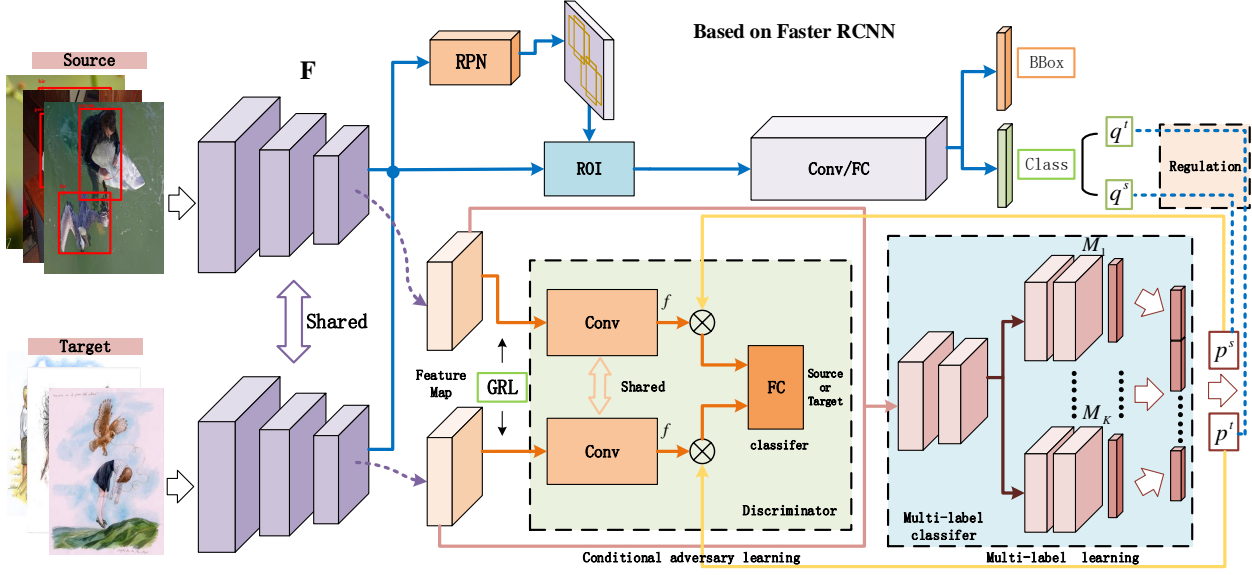 Based on Faster RCNN
Source
F
RPN
BBox
ROI
Conv/FC
Class
q^t
q^s
Regulation
Shared
Target
Feature
Map
GRL
Conv
f
Shared
Conv
f
FC
Source
or
Target
classifer
Discriminator
Conditional adversary learning
M_1
M_K
Multi-label
classifer
Multi-label learning
p^s
p^t